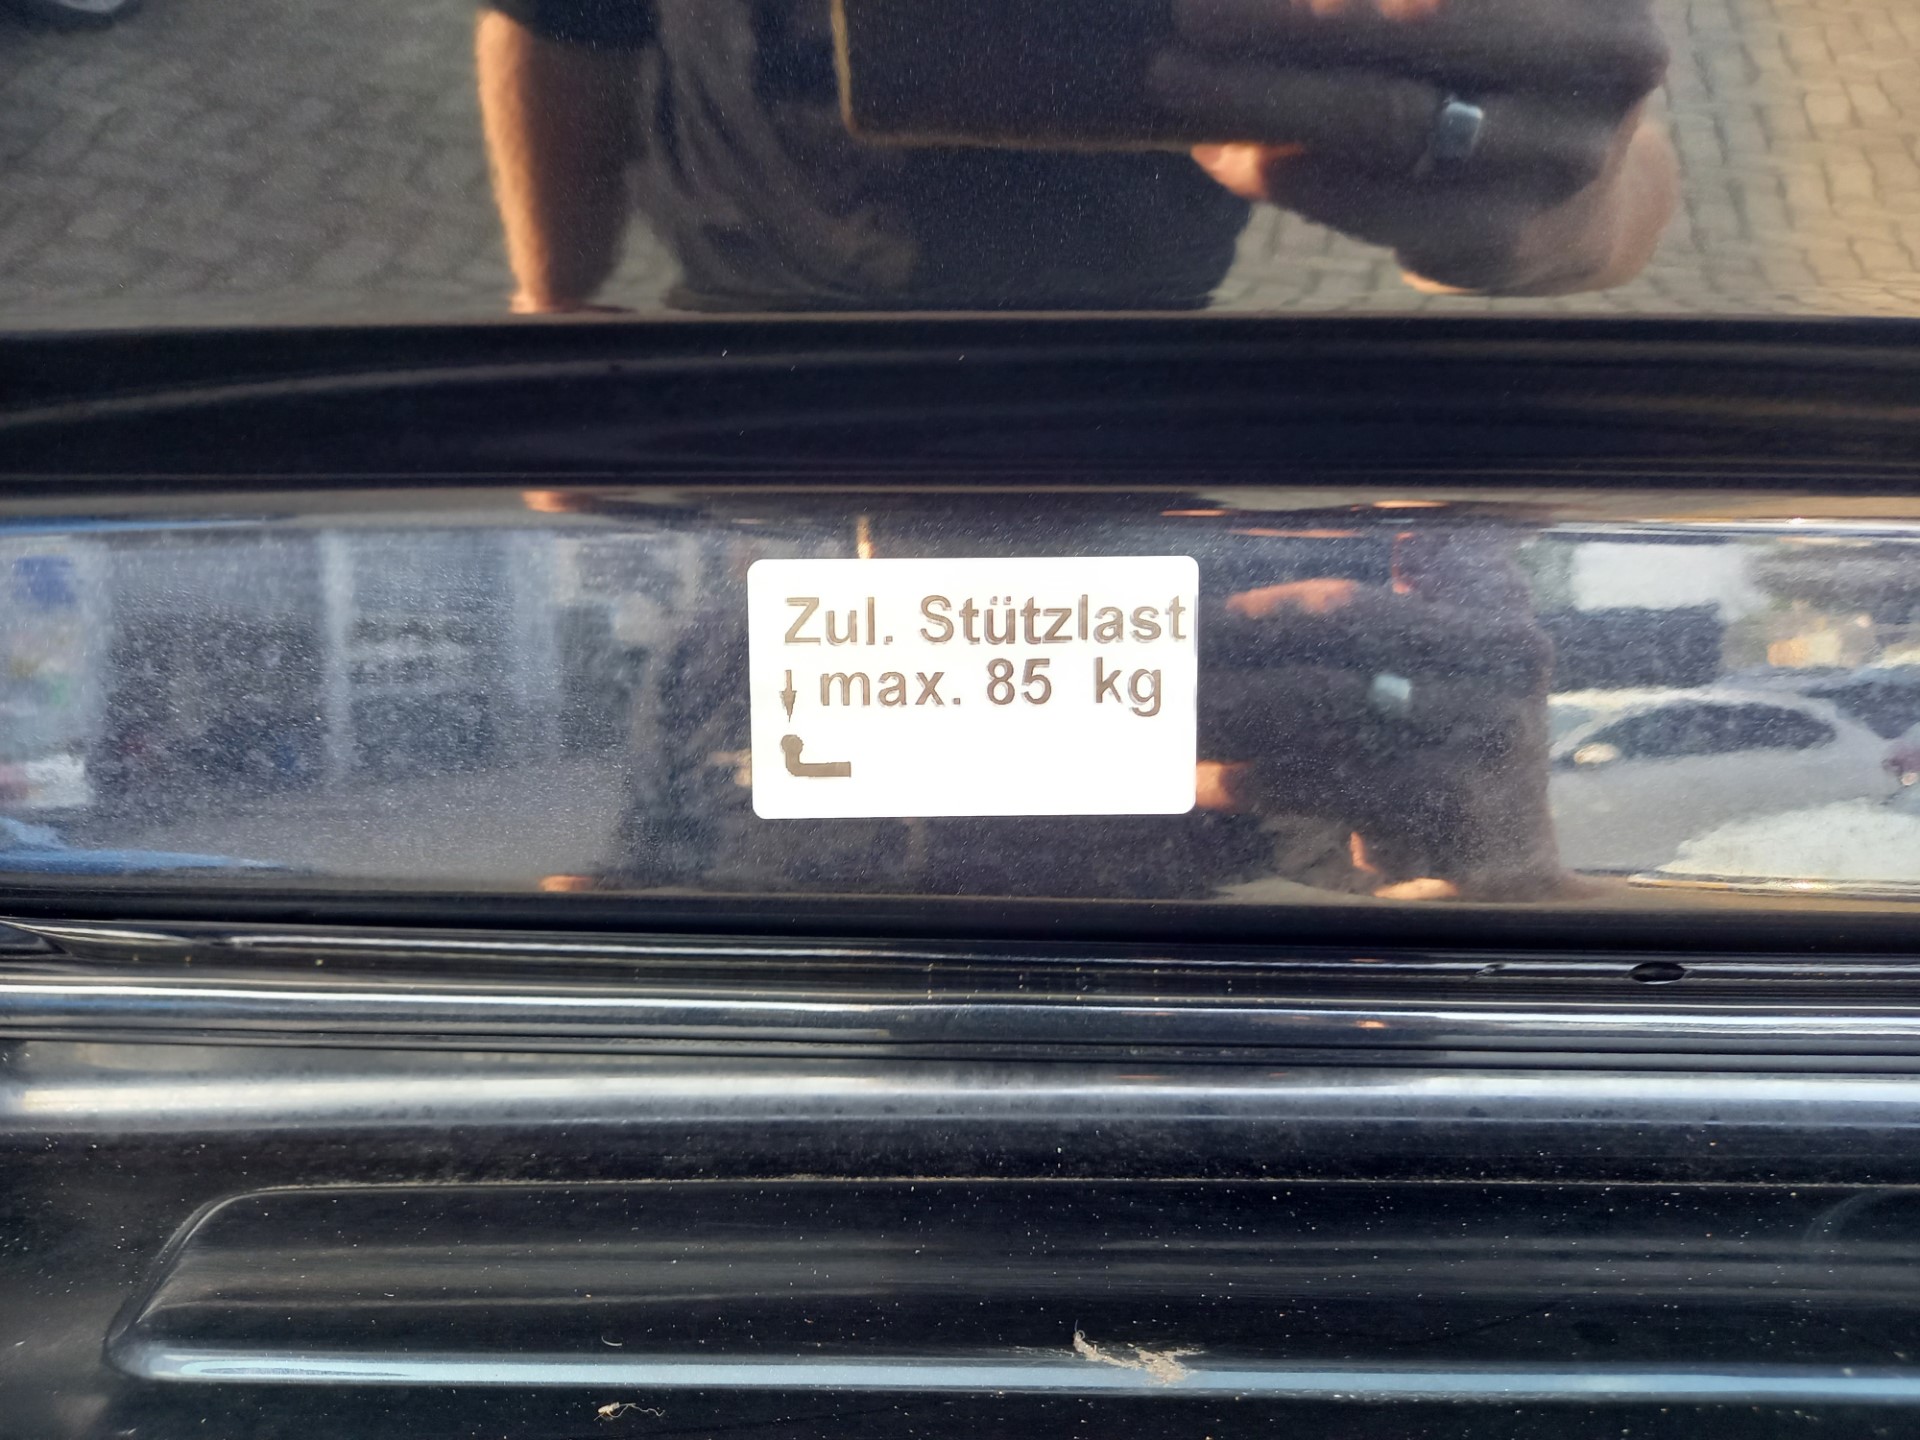 Zul. Stützlast
max. 85 kg